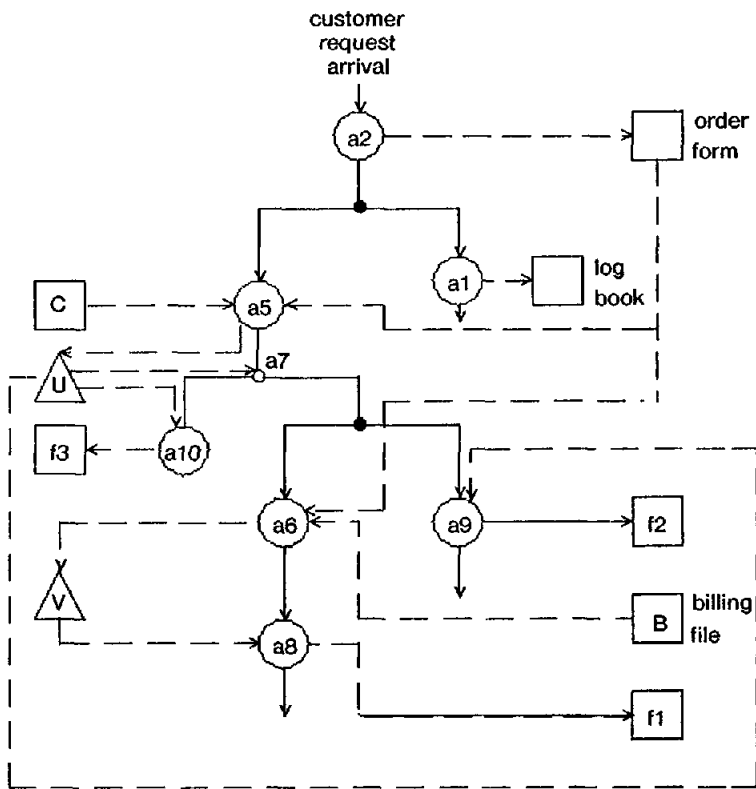 customer
request
arrival
a2
order
form
a1
log
book
C
a5
a7
U
f3
a10
a6
a9
f2
V
B
billing
file
a8
f1